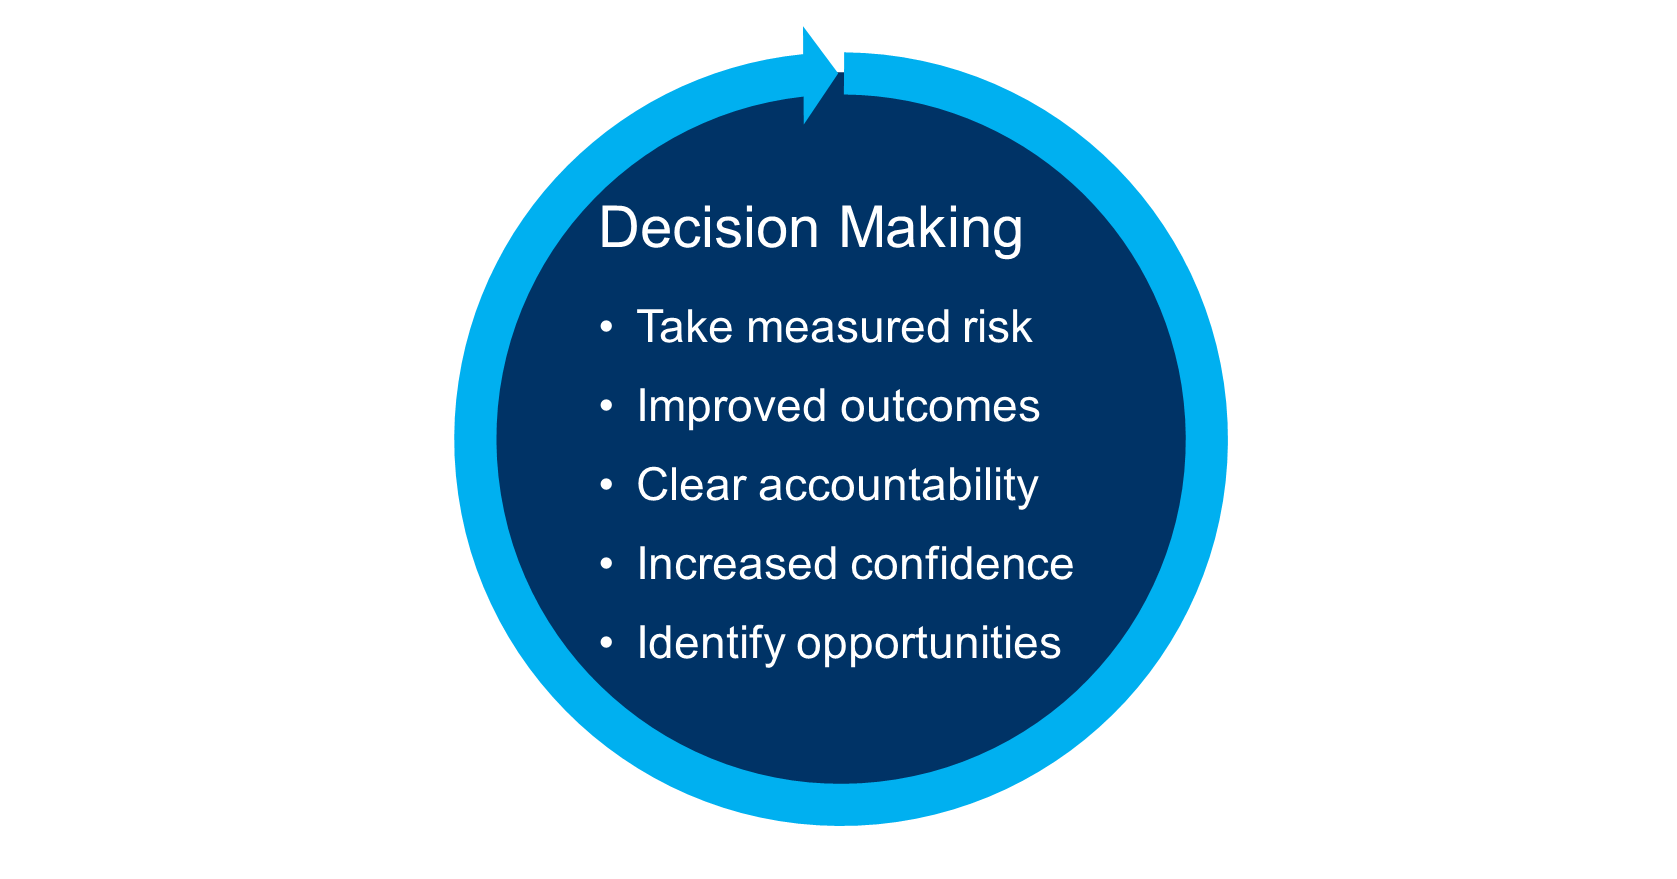 Decision Making
• Take measured risk
• Improved outcomes
• Clear accountability
• Increased confidence
• Identify opportunities